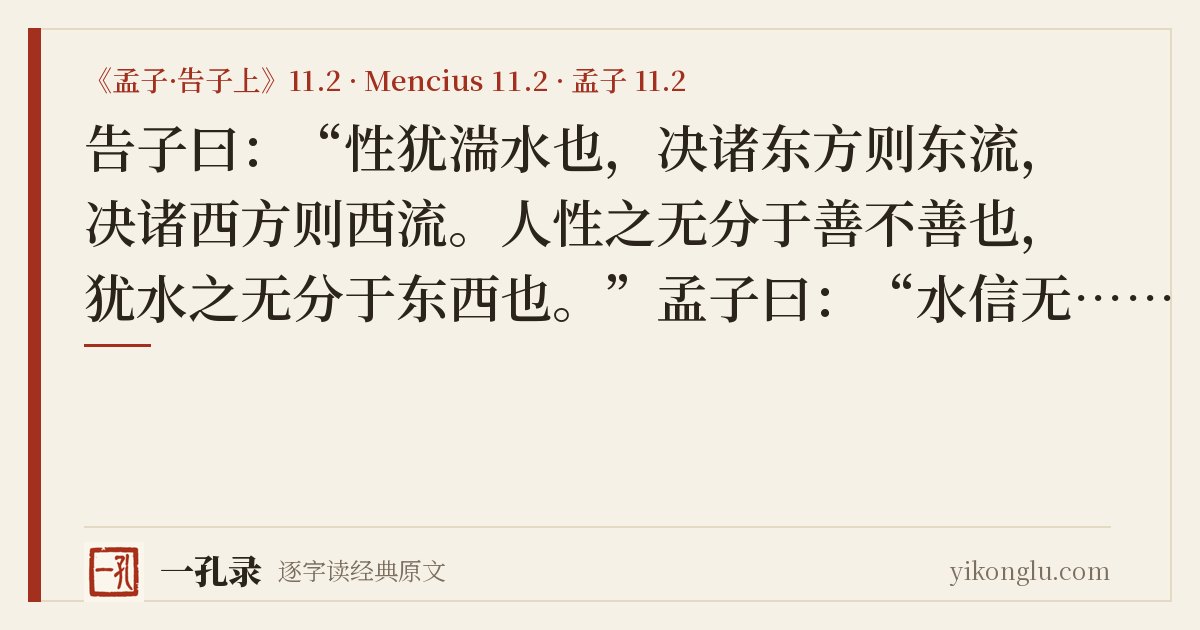 《孟子·告子上》11.2 · Mencius 11.2 · 孟子 11.2
告子曰：“性犹湍水也，决诸东方则东流，
决诸西方则西流。人性之无分于善不善也，
犹水之无分于东西也。”孟子曰：“水信无……
一孔
一孔录 逐字读经典原文 yikonglu.com